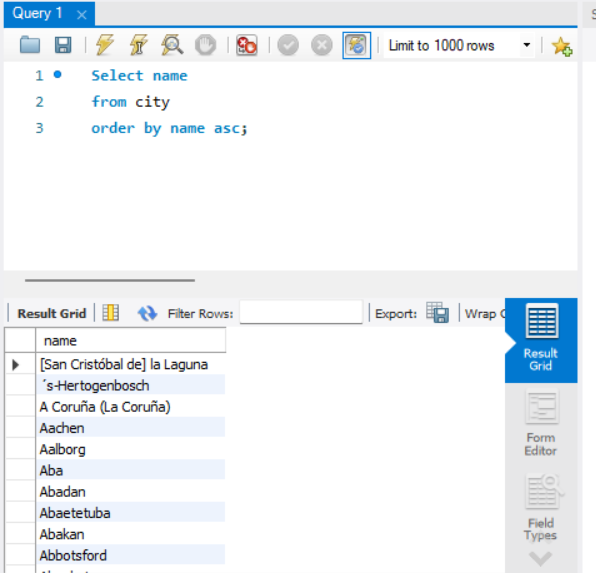 Query 1
S
Limit to 1000 rows
1 Select name
2 from city
3 order by name asc;
Result Grid Filter Rows: Export: Wrap C
name
[San Cristóbal de] la Laguna
´s-Hertogenbosch
A Coruña (La Coruña)
Aachen
Aalborg
Aba
Abadan
Abaetetuba
Abakan
Abbotsford
Result
Grid
Form
Editor
Field
Types